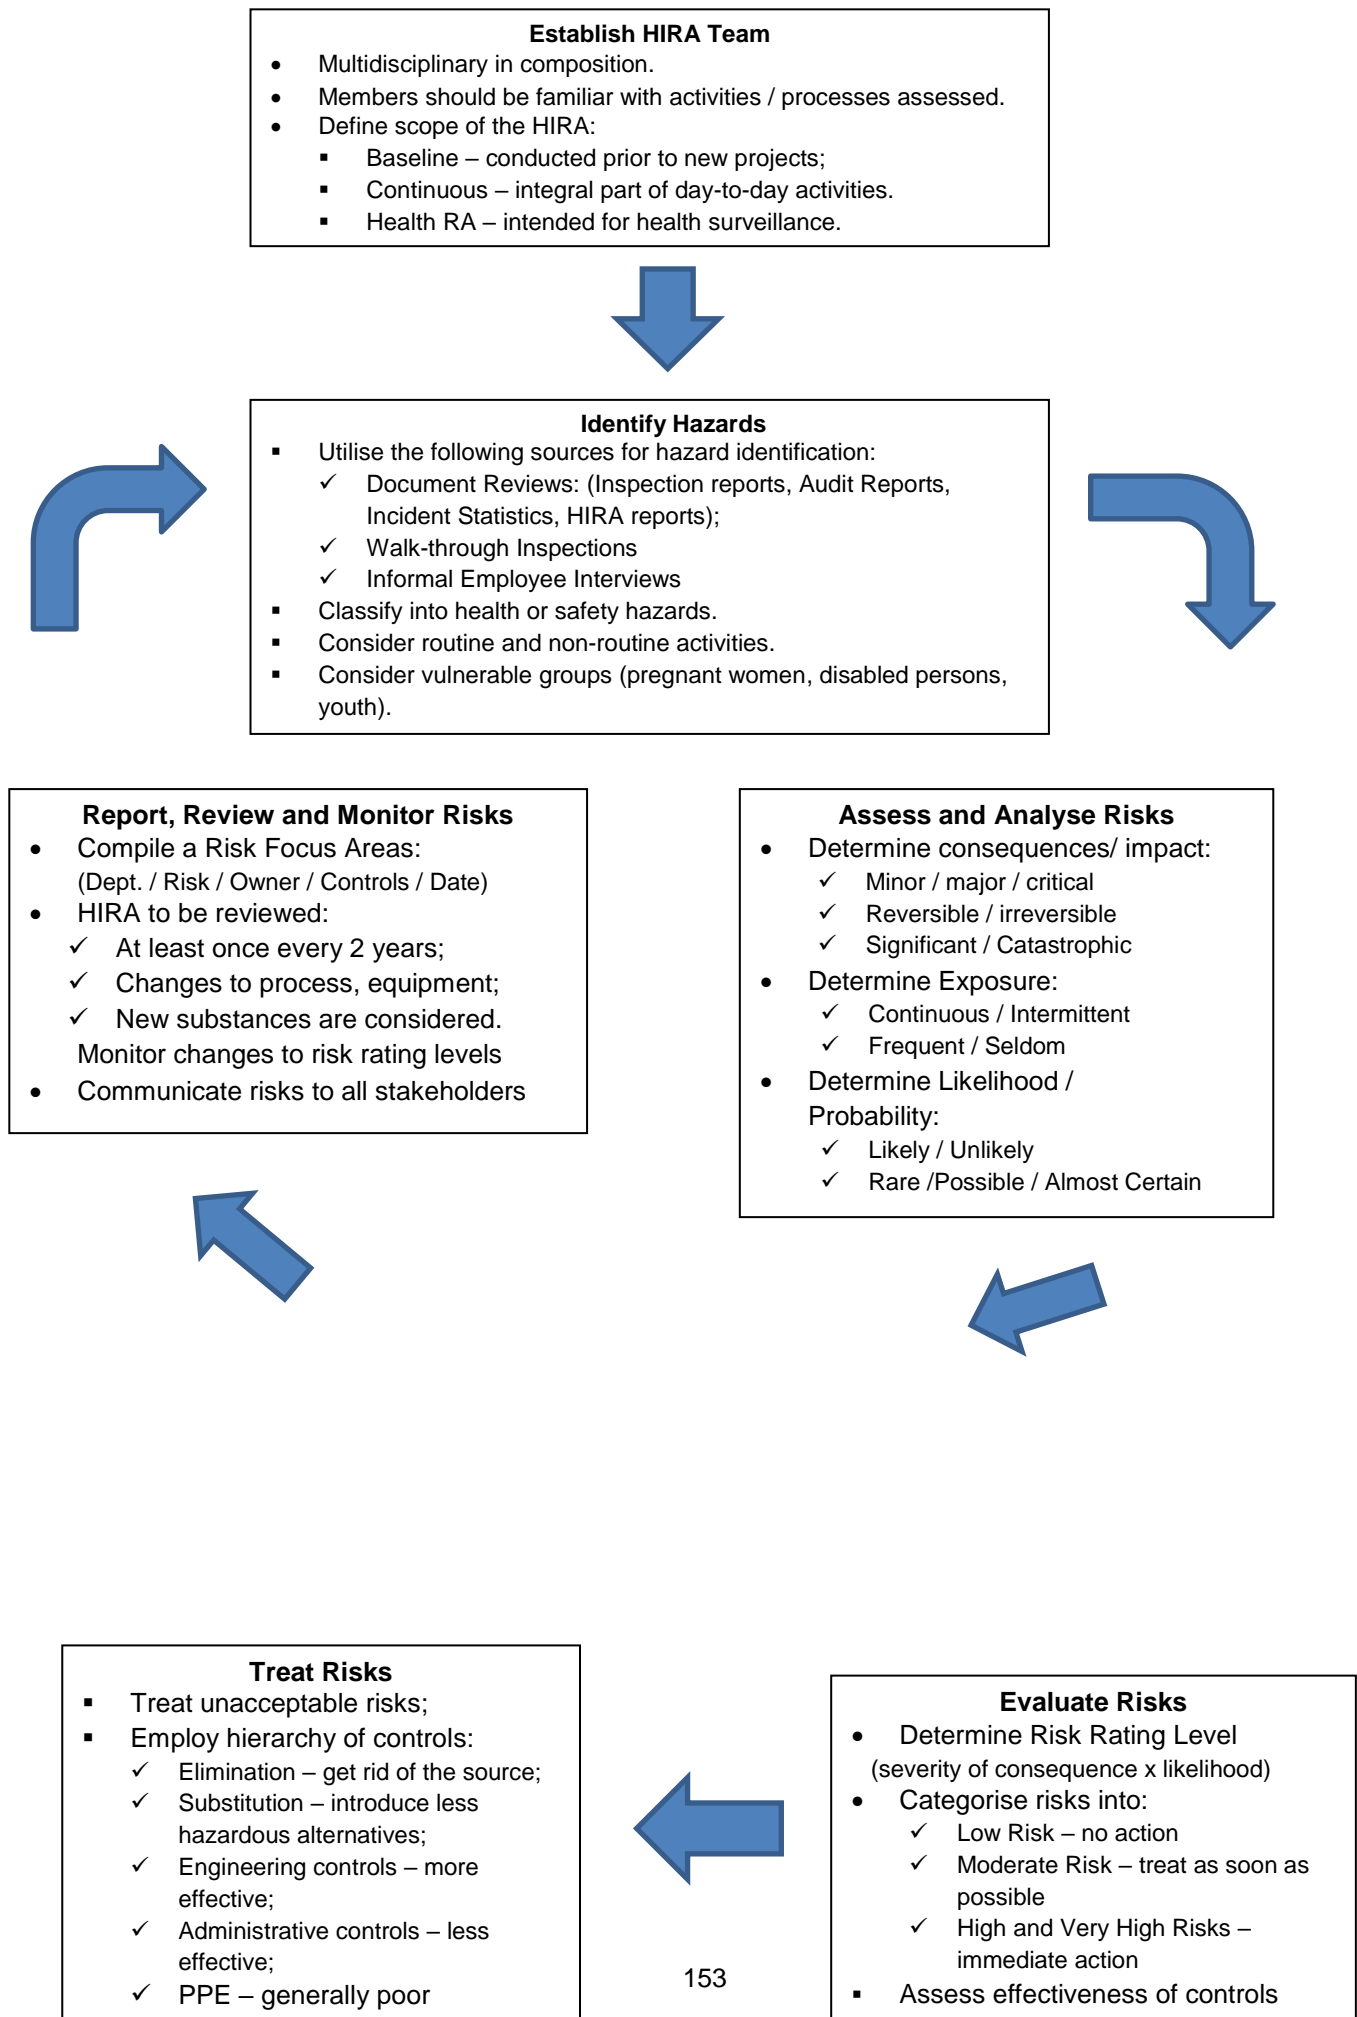 Establish HIRA Team
• Multidisciplinary in composition.
• Members should be familiar with activities / processes assessed.
• Define scope of the HIRA:
▪ Baseline – conducted prior to new projects;
▪ Continuous – integral part of day-to-day activities.
▪ Health RA – intended for health surveillance.
Identify Hazards
▪ Utilise the following sources for hazard identification:
✓ Document Reviews: (Inspection reports, Audit Reports,
Incident Statistics, HIRA reports);
✓ Walk-through Inspections
✓ Informal Employee Interviews
▪ Classify into health or safety hazards.
▪ Consider routine and non-routine activities.
▪ Consider vulnerable groups (pregnant women, disabled persons,
youth).
Report, Review and Monitor Risks
• Compile a Risk Focus Areas:
(Dept. / Risk / Owner / Controls / Date)
• HIRA to be reviewed:
✓ At least once every 2 years;
✓ Changes to process, equipment;
✓ New substances are considered.
Monitor changes to risk rating levels
• Communicate risks to all stakeholders
Assess and Analyse Risks
• Determine consequences/ impact:
✓ Minor / major / critical
✓ Reversible / irreversible
✓ Significant / Catastrophic
• Determine Exposure:
✓ Continuous / Intermittent
✓ Frequent / Seldom
• Determine Likelihood /
Probability:
✓ Likely / Unlikely
✓ Rare /Possible / Almost Certain
Treat Risks
▪ Treat unacceptable risks;
▪ Employ hierarchy of controls:
✓ Elimination – get rid of the source;
✓ Substitution – introduce less
hazardous alternatives;
✓ Engineering controls – more
effective;
✓ Administrative controls – less
effective;
✓ PPE – generally poor
Evaluate Risks
• Determine Risk Rating Level
(severity of consequence x likelihood)
• Categorise risks into:
✓ Low Risk – no action
✓ Moderate Risk – treat as soon as
possible
✓ High and Very High Risks –
immediate action
▪ Assess effectiveness of controls
153